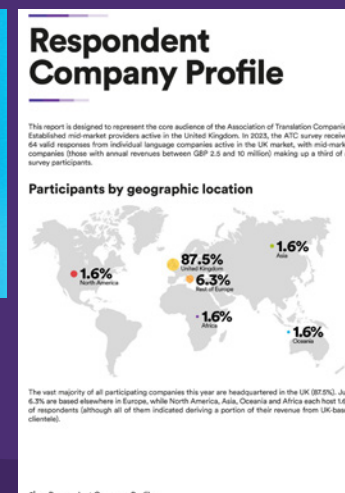 Respondent
Company Profile
This report is designed to represent the core audience of the Association of Translation Companie
Established mid-market providers active in the United Kingdom. In 2023, the ATC survey receive
64 valid responses from individual language companies active in the UK market, with mid-mark
companies (those with annual revenues between GBP 2.5 and 10 million) making up a third of a
survey participants.
Participants by geographic location
1.6%
Asia
87.5%
United Kingdom
1.6%
North America
6.3%
Rest of Europe
1.6%
Africa
1.6%
Oceania
The vast majority of all participating companies this year are headquartered in the UK (87.5%). Ju
6.3% are based elsewhere in Europe, while North America, Asia, Oceania and Africa each host 1.6
of respondents (although all of them indicated deriving a portion of their revenue from UK-base
clientele).